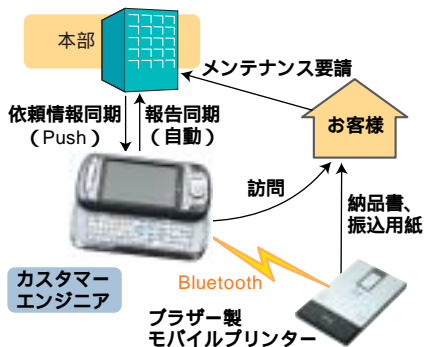 本部
メンテナンス要請
依頼情報同期
（Push）
報告同期
（自動）
お客様
訪問
納品書、
振込用紙
カスタマー
エンジニア
Bluetooth
ブラザー製
モバイルプリンター